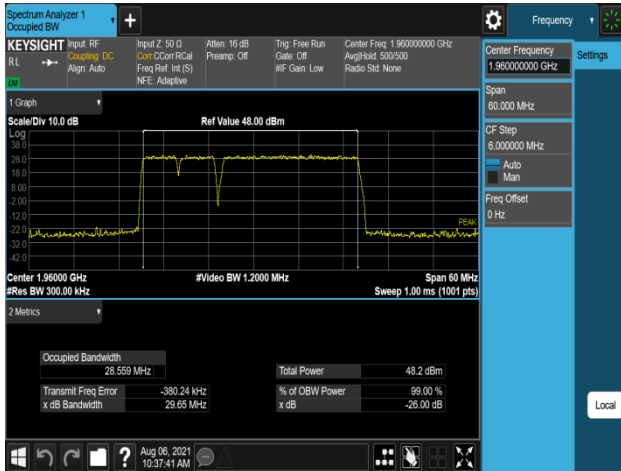 Spectrum Analyzer 1
Occupied BW
+
Frequency
KEYSIGHT
RL
Input: RF
Coupling: DC
Align: Auto
Input Z: 50 Ω
Corr CCorr RCal
Freq Ref: Int (S)
NFE: Adaptive
Atten: 16 dB
Preamp: Off
Trig: Free Run
Gate: Off
#IF Gain: Low
Center Freq: 1.960000000 GHz
Avg|Hold: 500/500
Radio Std: None
Center Frequency
1.960000000 GHz
Settings
Span
60.000 MHz
CF Step
6.000000 MHz
Auto
Man
Freq Offset
0 Hz
Local
1 Graph
Scale/Div 10.0 dB
Ref Value 48.00 dBm
Log
38.0
28.0
18.0
8.00
-2.00
-12.0
-22.0
-32.0
-42.0
PEAK
Center 1.96000 GHz
#Video BW 1.2000 MHz
Span 60 MHz
#Res BW 300.00 kHz
Sweep 1.00 ms (1001 pts)
2 Metrics
Occupied Bandwidth
28.559 MHz
Total Power 48.2 dBm
Transmit Freq Error -380.24 kHz
% of OBW Power 99.00 %
x dB Bandwidth 29.65 MHz
x dB -26.00 dB
?
Aug 06, 2021
10:37:41 AM